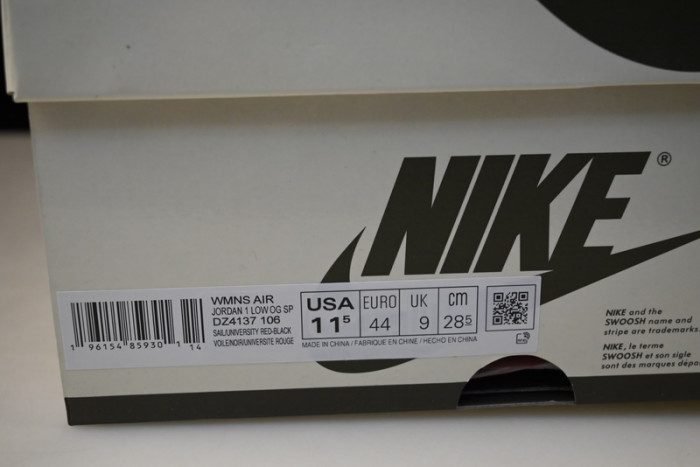 NIKE®
WMNS AIR
JORDAN 1 LOW OG SP
DZ4137 106
SAIL/UNIVERSITY RED-BLACK
VOILE/NOIR/UNIVERSITE ROUGE
1 96154 85930 1 14
USA EURO UK cm
11⁵ 44 9 28.5
MADE IN CHINA / FABRIQUE EN CHINE / HECHO EN CHINA
NIKE and the
SWOOSH name and
stripe are trademarks.
NIKE, le terme
SWOOSH et son sigle
sont des marques dépo